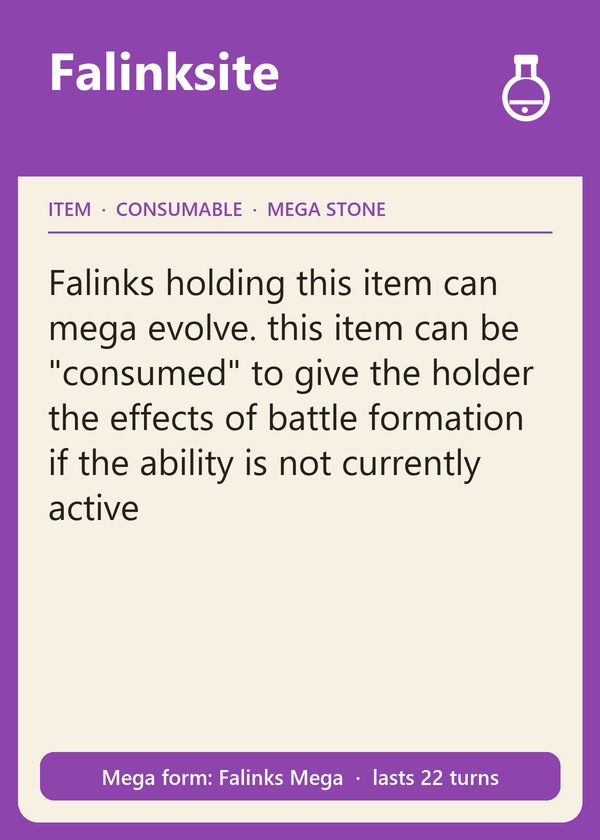 Falinksite
ITEM · CONSUMABLE · MEGA STONE
Falinks holding this item can
mega evolve. this item can be
"consumed" to give the holder
the effects of battle formation
if the ability is not currently
active
Mega form: Falinks Mega · lasts 22 turns